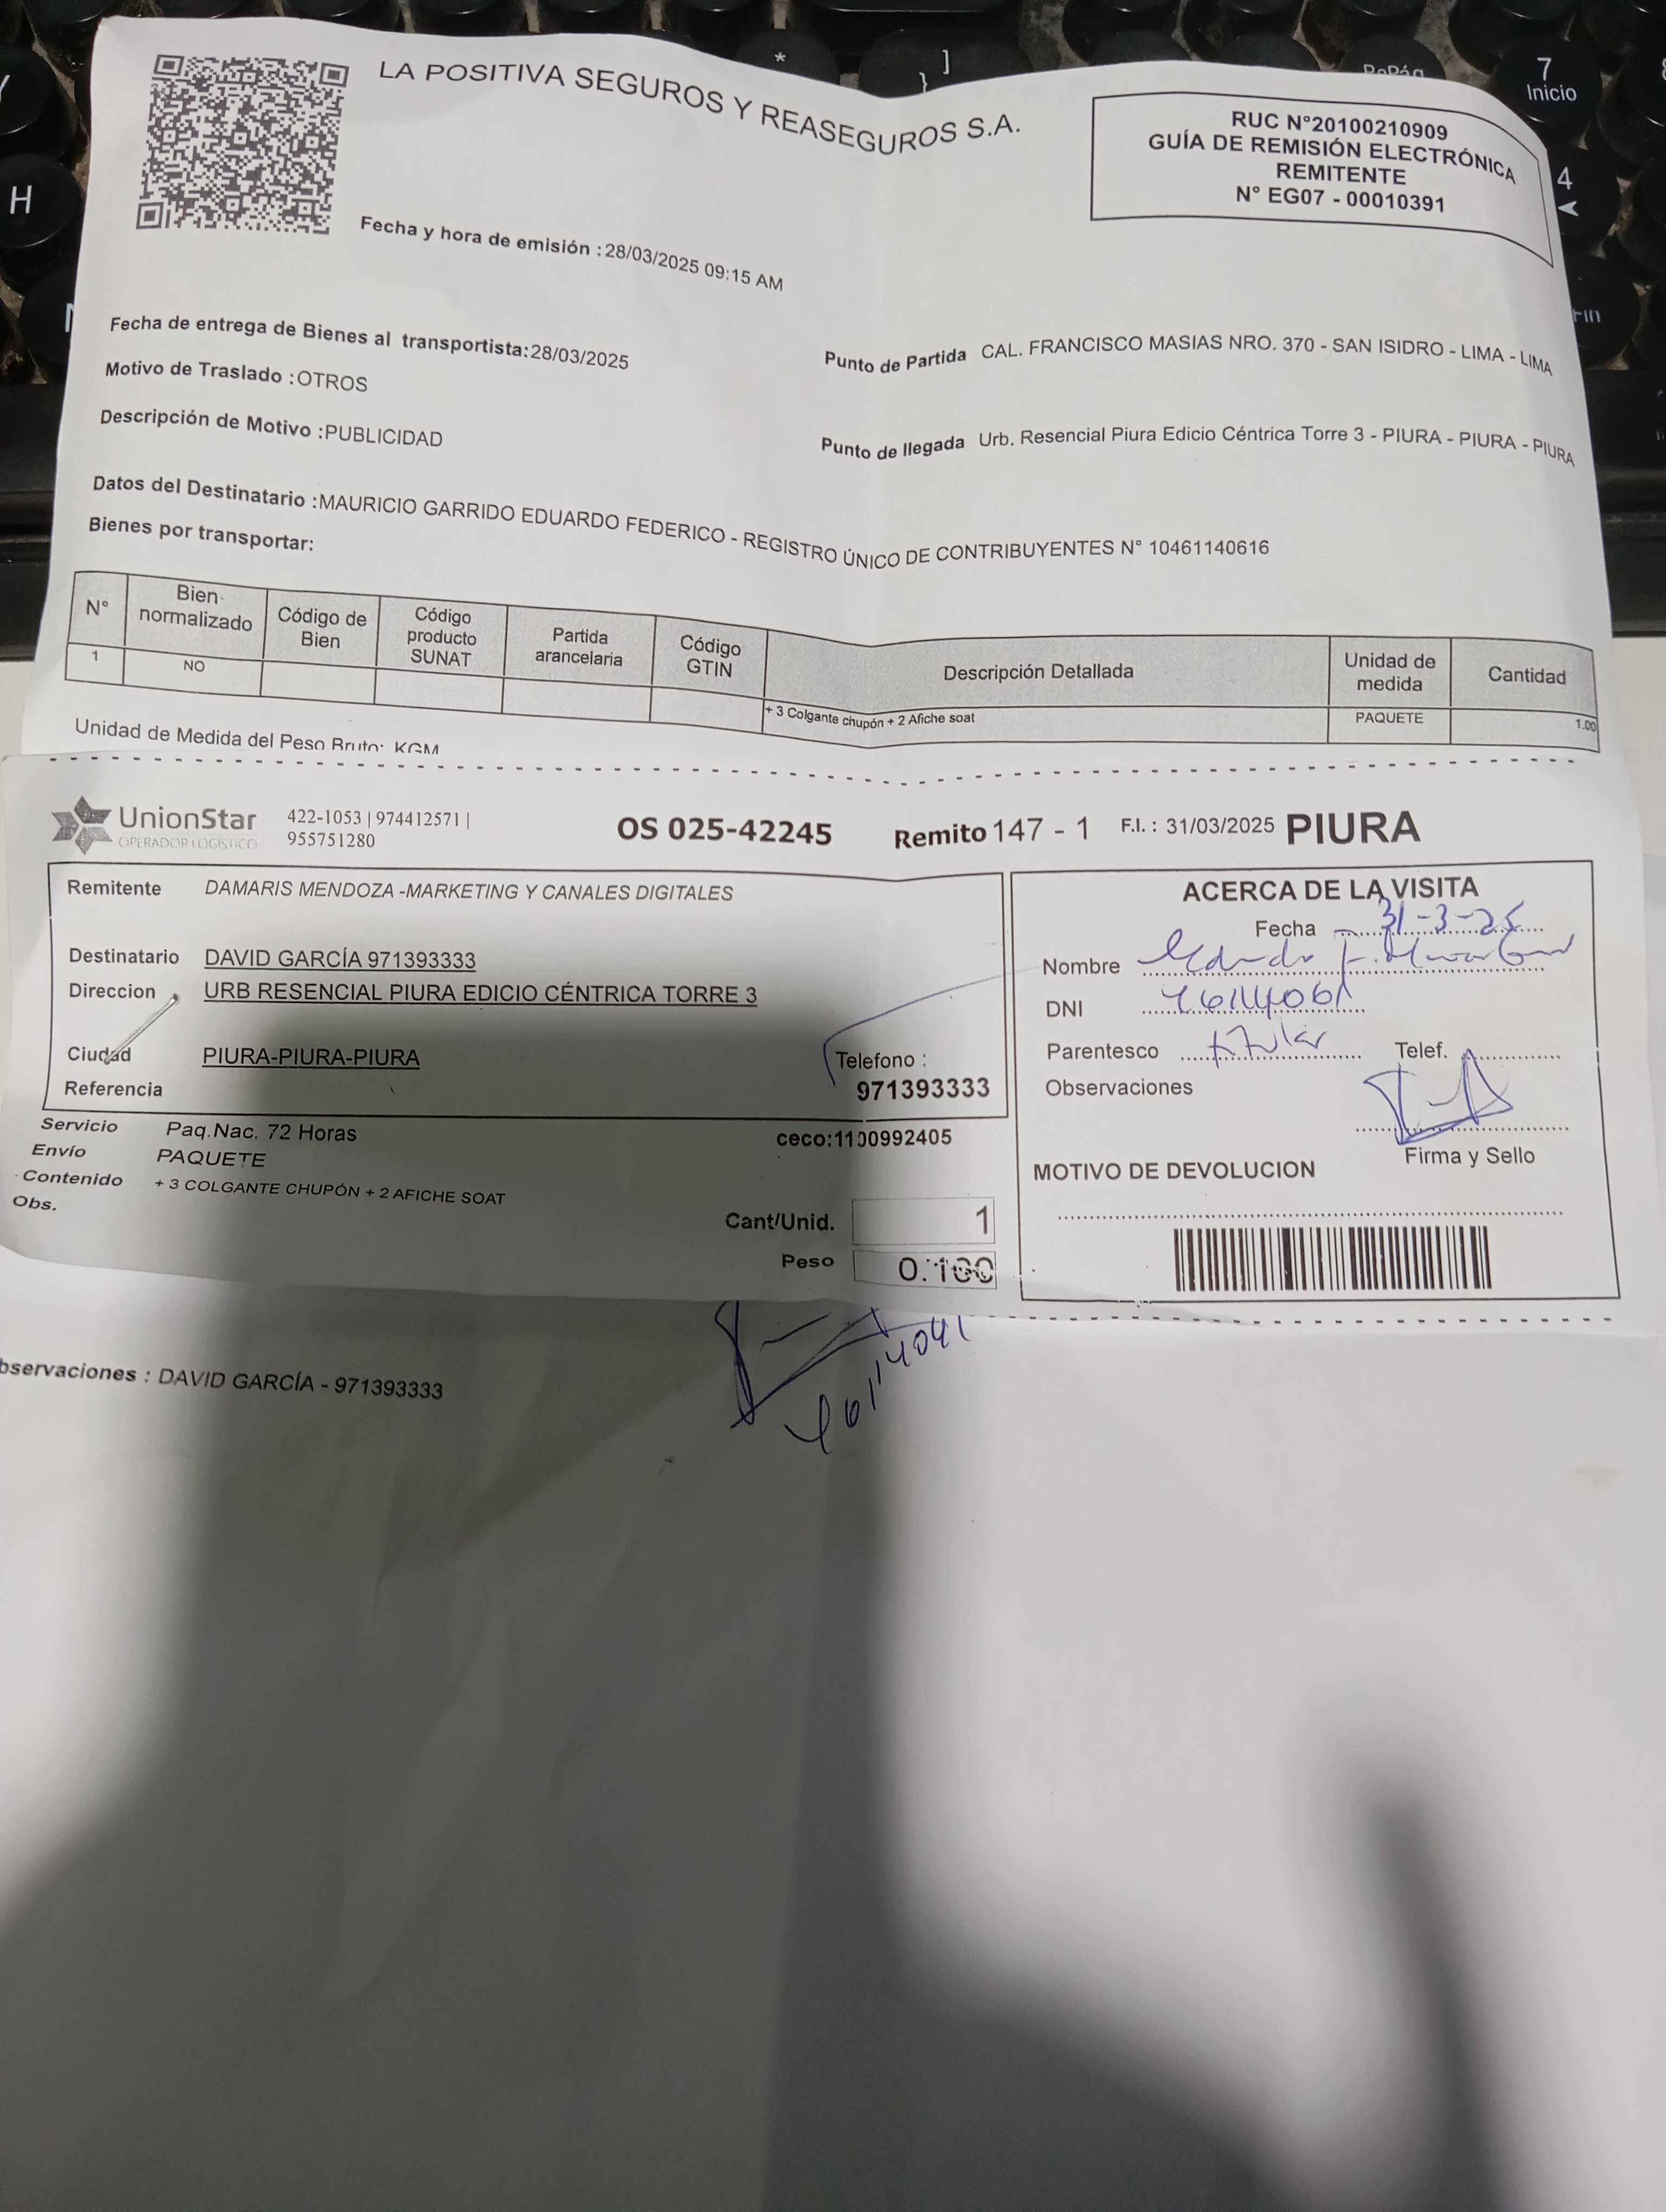 LA POSITIVA SEGUROS Y REASEGUROS S.A.
RUC N°20100210909
GUÍA DE REMISIÓN ELECTRÓNICA
REMITENTE
N° EG07 - 00010391
Fecha y hora de emisión :28/03/2025 09:15 AM
Fecha de entrega de Bienes al transportista:28/03/2025
Motivo de Traslado :OTROS
Descripción de Motivo :PUBLICIDAD
Punto de Partida CAL. FRANCISCO MASIAS NRO. 370 - SAN ISIDRO - LIMA - LIMA
Punto de llegada Urb. Resencial Piura Edicio Céntrica Torre 3 - PIURA - PIURA - PIURA
Datos del Destinatario :MAURICIO GARRIDO EDUARDO FEDERICO - REGISTRO ÚNICO DE CONTRIBUYENTES N° 10461140616
Bienes por transportar:
N° Bien normalizado Código de Bien Código producto SUNAT Partida arancelaria Código GTIN Descripción Detallada Unidad de medida Cantidad
1 NO + 3 Colgante chupón + 2 Afiche soat PAQUETE 1.00
Unidad de Medida del Peso Bruto: KGM
UnionStar
OPERADOR LOGÍSTICO
422-1053 | 974412571 |
955751280
OS 025-42245 Remito 147 - 1 F.I. : 31/03/2025 PIURA
Remitente DAMARIS MENDOZA -MARKETING Y CANALES DIGITALES
Destinatario DAVID GARCÍA 971393333
Direccion URB RESENCIAL PIURA EDICIO CÉNTRICA TORRE 3
Ciudad PIURA-PIURA-PIURA
Telefono :
Referencia
971393333
Servicio Paq.Nac. 72 Horas
ceco:1100992405
Envío PAQUETE
Contenido + 3 COLGANTE CHUPÓN + 2 AFICHE SOAT
Obs.
Cant/Unid. 1
Peso 0.100
ACERCA DE LA VISITA
Fecha 31-3-25
Nombre
DNI
Parentesco titular Telef.
Observaciones
Firma y Sello
MOTIVO DE DEVOLUCION
bservaciones : DAVID GARCÍA - 971393333
* ] } RePág 7 Inicio 4 H